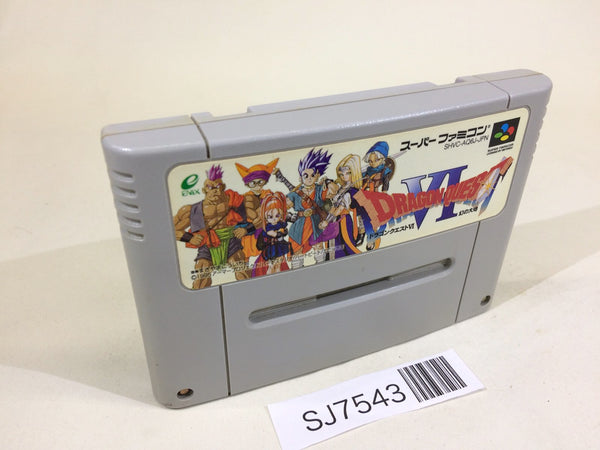 スーパーファミコン
SHVC-AQ6J-JPN
ENIX
DRAGON QUEST
VI
幻の大地
ドラゴンクエストVI
SJ7543